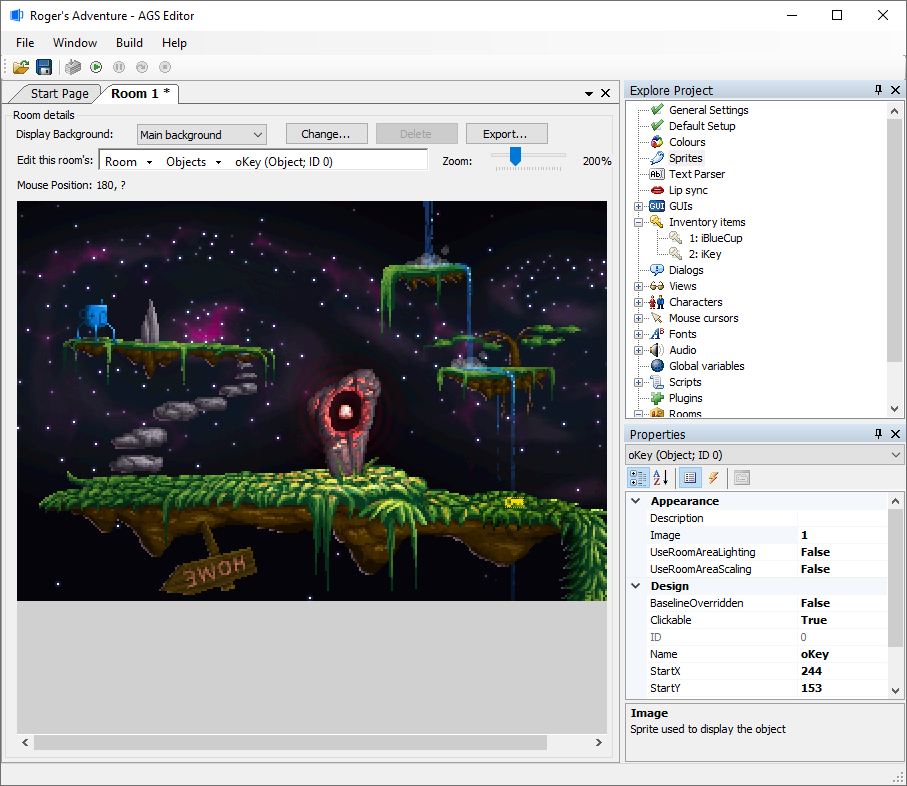 Roger's Adventure - AGS Editor
File Window Build Help
Start Page Room 1 *
Room details
Display Background: Main background Change... Delete Export...
Edit this room's: Room Objects oKey (Object; ID 0) Zoom: 200%
Mouse Position: 180, ?
HOME
Explore Project
General Settings
Default Setup
Colours
Sprites
Text Parser
Lip sync
GUIs
Inventory items
1: iBlueCup
2: iKey
Dialogs
Views
Characters
Mouse cursors
Fonts
Audio
Global variables
Scripts
Plugins
Rooms
Properties
oKey (Object; ID 0)
Appearance
Description
Image 1
UseRoomAreaLighting False
UseRoomAreaScaling False
Design
BaselineOverridden False
Clickable True
ID 0
Name oKey
StartX 244
StartY 153
Image
Sprite used to display the object